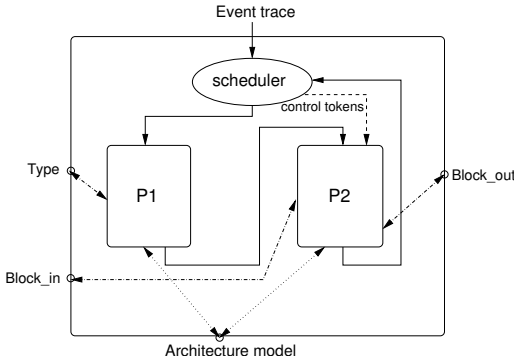 Event trace
scheduler
control tokens
Type
P1
P2
Block_out
Block_in
Architecture model